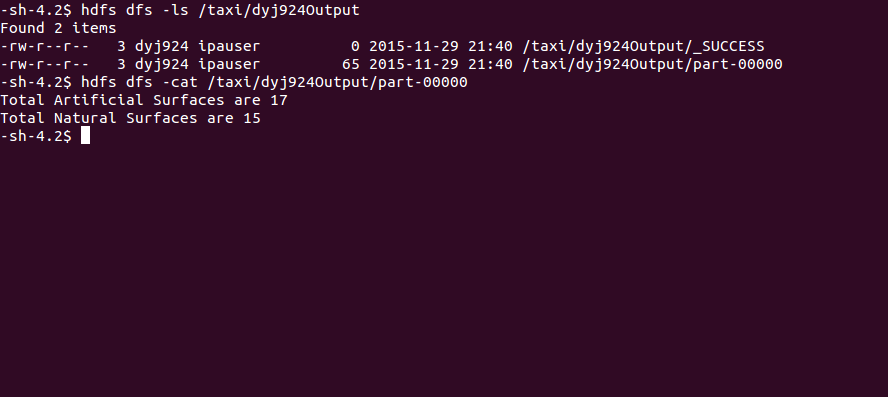 -sh-4.2$ hdfs dfs -ls /taxi/dyj924Output
Found 2 items
-rw-r--r--   3 dyj924 ipauser          0 2015-11-29 21:40 /taxi/dyj924Output/_SUCCESS
-rw-r--r--   3 dyj924 ipauser         65 2015-11-29 21:40 /taxi/dyj924Output/part-00000
-sh-4.2$ hdfs dfs -cat /taxi/dyj924Output/part-00000
Total Artificial Surfaces are 17
Total Natural Surfaces are 15
-sh-4.2$